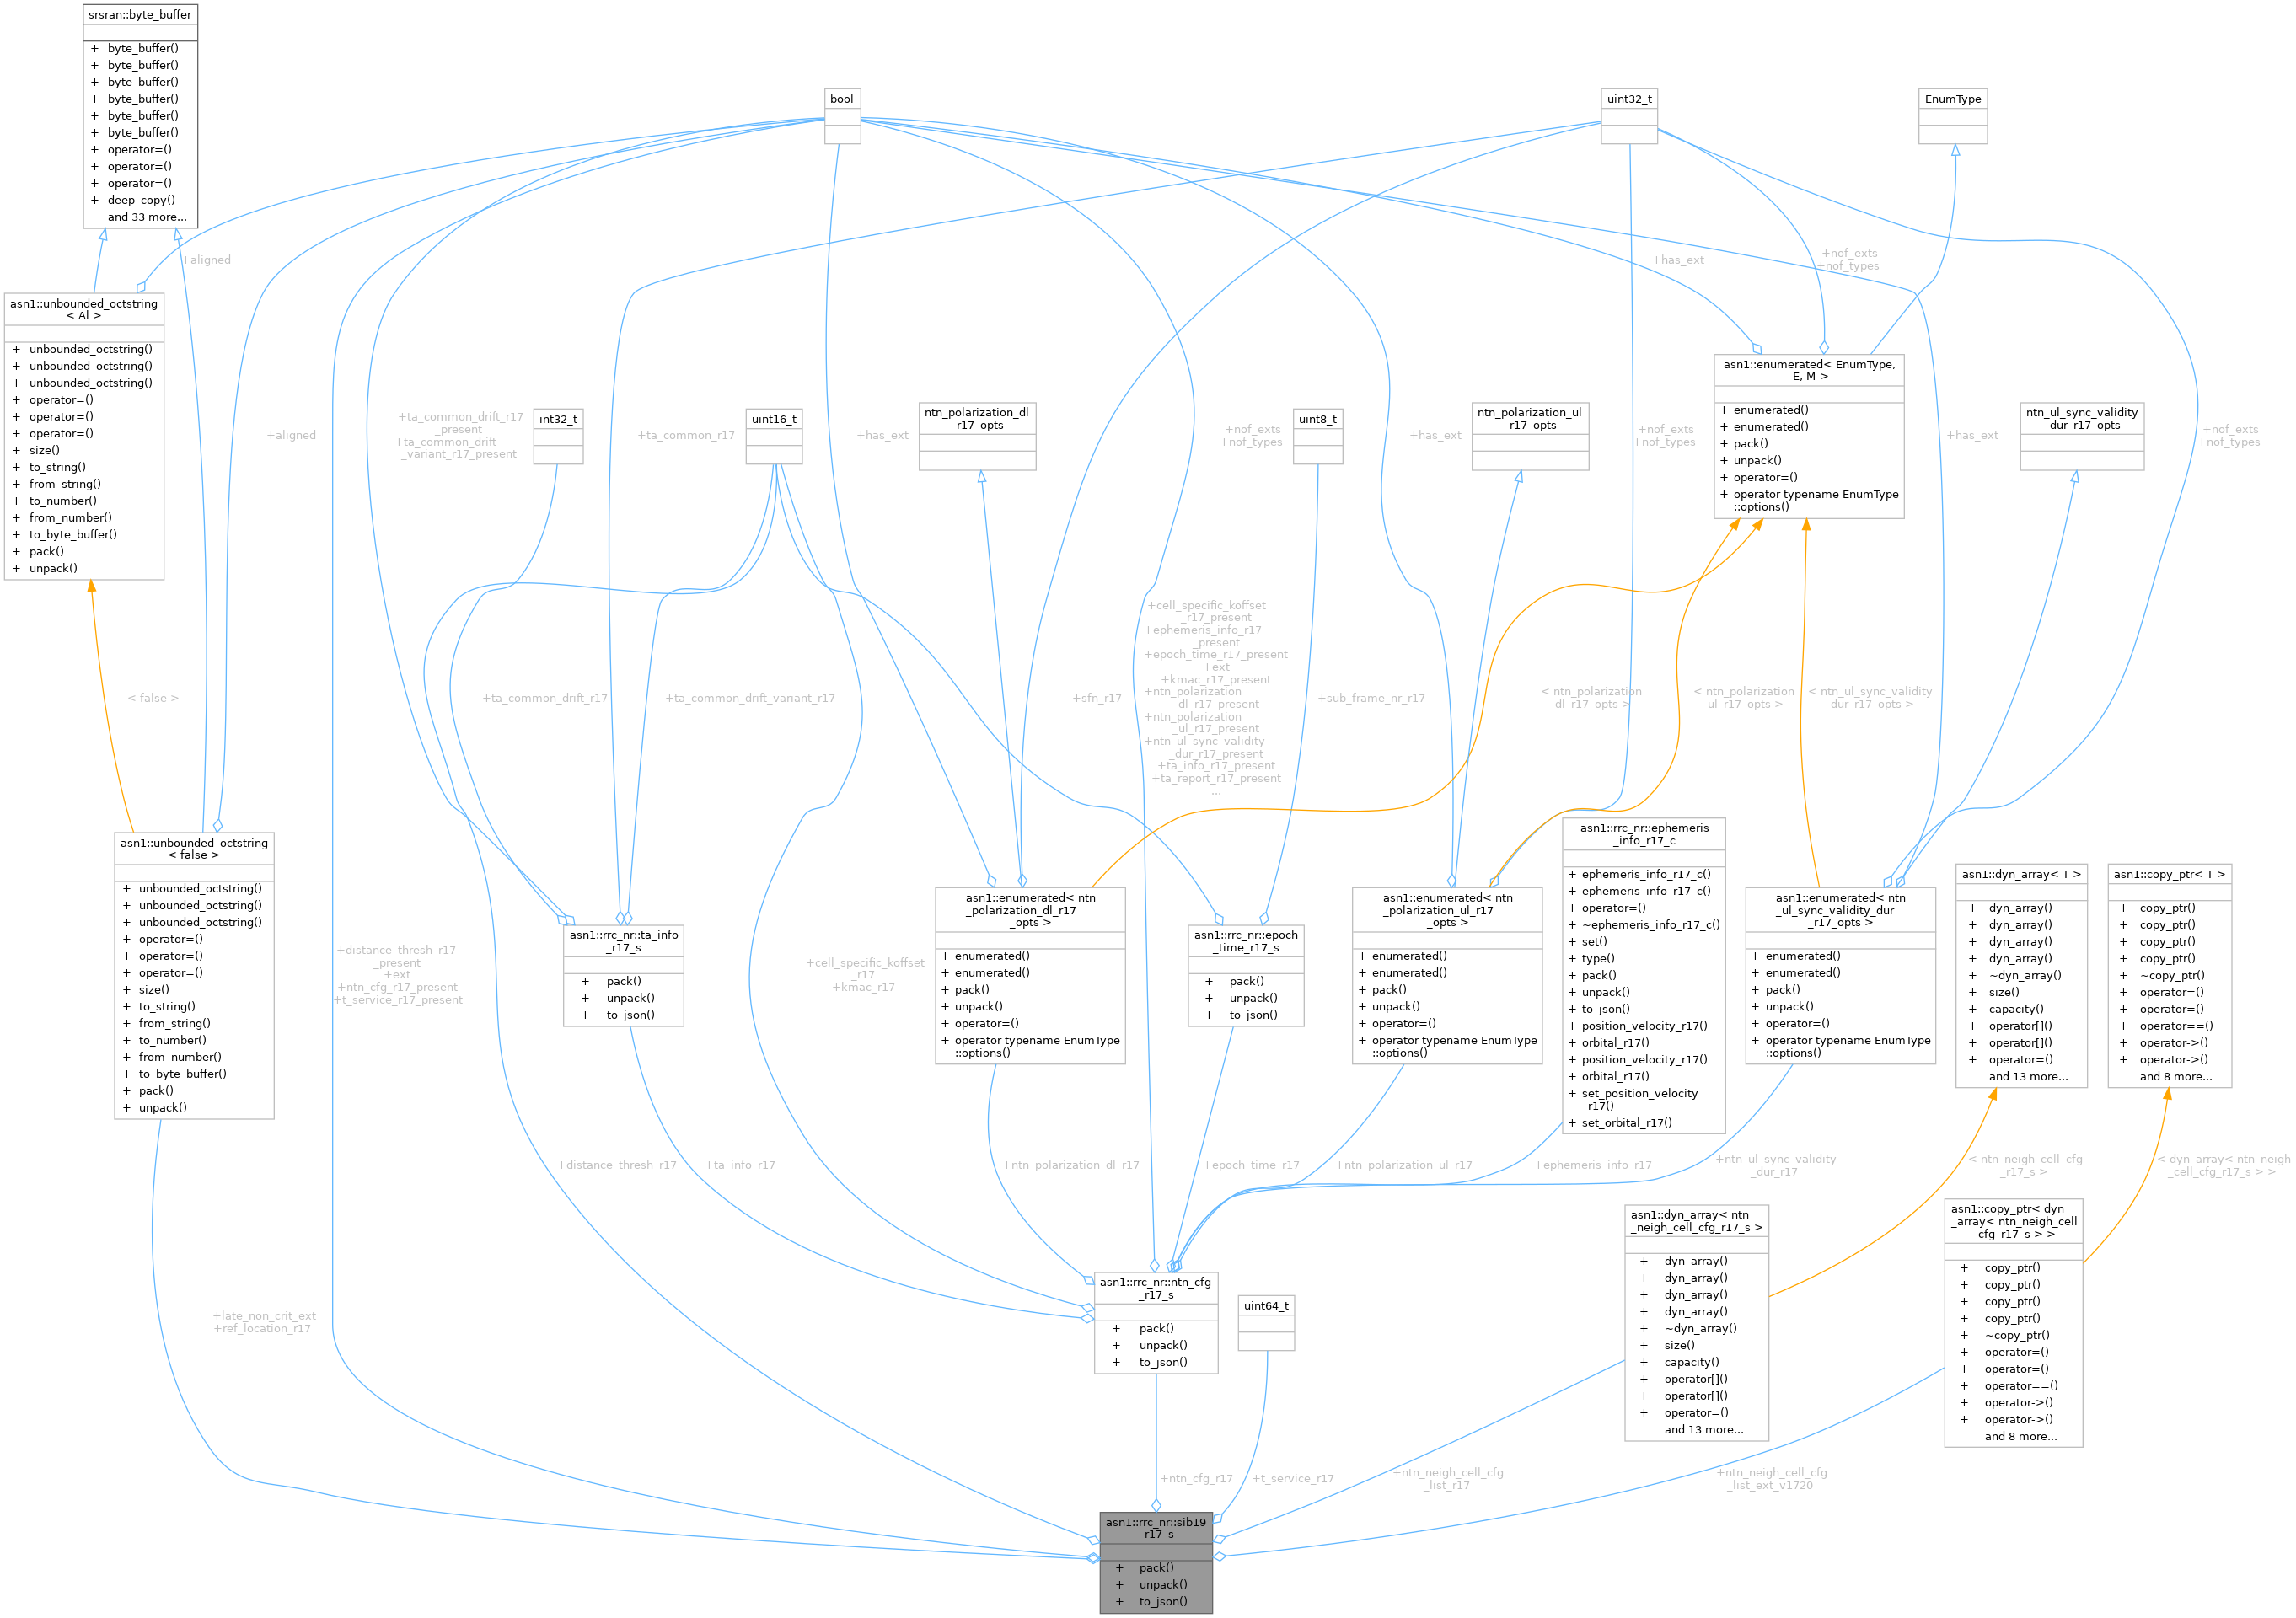 srsran::byte_buffer
+ byte_buffer()
+ byte_buffer()
+ byte_buffer()
+ byte_buffer()
+ byte_buffer()
+ byte_buffer()
+ operator=()
+ operator=()
+ operator=()
+ deep_copy()
and 33 more...
bool
uint32_t
EnumType
+aligned
+has_ext
+nof_exts
+nof_types
asn1::unbounded_octstring
< Al >
+ unbounded_octstring()
+ unbounded_octstring()
+ unbounded_octstring()
+ operator=()
+ operator=()
+ operator=()
+ size()
+ to_string()
+ from_string()
+ to_number()
+ from_number()
+ to_byte_buffer()
+ pack()
+ unpack()
asn1::enumerated< EnumType,
E, M >
+ enumerated()
+ enumerated()
+ pack()
+ unpack()
+ operator=()
+ operator typename EnumType
::options()
+aligned
+ta_common_drift_r17
_present
+ta_common_drift
_variant_r17_present
int32_t
+ta_common_r17
uint16_t
+has_ext
ntn_polarization_dl
_r17_opts
+nof_exts
+nof_types
uint8_t
+has_ext
ntn_polarization_ul
_r17_opts
+nof_exts
+nof_types
+has_ext
ntn_ul_sync_validity
_dur_r17_opts
+nof_exts
+nof_types
< false >
+ta_common_drift_r17
+ta_common_drift_variant_r17
+sfn_r17
+cell_specific_koffset
_r17_present
+ephemeris_info_r17
_present
+epoch_time_r17_present
+ext
+kmac_r17_present
+ntn_polarization
_dl_r17_present
+ntn_polarization
_ul_r17_present
+ntn_ul_sync_validity
_dur_r17_present
+ta_info_r17_present
+ta_report_r17_present
...
+sub_frame_nr_r17
< ntn_polarization
_dl_r17_opts >
< ntn_polarization
_ul_r17_opts >
< ntn_ul_sync_validity
_dur_r17_opts >
asn1::unbounded_octstring
< false >
+ unbounded_octstring()
+ unbounded_octstring()
+ unbounded_octstring()
+ operator=()
+ operator=()
+ operator=()
+ size()
+ to_string()
+ from_string()
+ to_number()
+ from_number()
+ to_byte_buffer()
+ pack()
+ unpack()
+distance_thresh_r17
_present
+ext
+ntn_cfg_r17_present
+t_service_r17_present
asn1::rrc_nr::ta_info
_r17_s
+ pack()
+ unpack()
+ to_json()
+cell_specific_koffset
_r17
+kmac_r17
asn1::enumerated< ntn
_polarization_dl_r17
_opts >
+ enumerated()
+ enumerated()
+ pack()
+ unpack()
+ operator=()
+ operator typename EnumType
::options()
asn1::rrc_nr::epoch
_time_r17_s
+ pack()
+ unpack()
+ to_json()
asn1::enumerated< ntn
_polarization_ul_r17
_opts >
+ enumerated()
+ enumerated()
+ pack()
+ unpack()
+ operator=()
+ operator typename EnumType
::options()
asn1::rrc_nr::ephemeris
_info_r17_c
+ ephemeris_info_r17_c()
+ ephemeris_info_r17_c()
+ operator=()
+ ~ephemeris_info_r17_c()
+ set()
+ type()
+ pack()
+ unpack()
+ to_json()
+ position_velocity_r17()
+ orbital_r17()
+ position_velocity_r17()
+ orbital_r17()
+ set_position_velocity
_r17()
+ set_orbital_r17()
asn1::enumerated< ntn
_ul_sync_validity_dur
_r17_opts >
+ enumerated()
+ enumerated()
+ pack()
+ unpack()
+ operator=()
+ operator typename EnumType
::options()
asn1::dyn_array< T >
+ dyn_array()
+ dyn_array()
+ dyn_array()
+ dyn_array()
+ ~dyn_array()
+ size()
+ capacity()
+ operator[]()
+ operator[]()
+ operator=()
and 13 more...
asn1::copy_ptr< T >
+ copy_ptr()
+ copy_ptr()
+ copy_ptr()
+ copy_ptr()
+ ~copy_ptr()
+ operator=()
+ operator=()
+ operator==()
+ operator->()
+ operator->()
and 8 more...
+distance_thresh_r17
+ta_info_r17
+ntn_polarization_dl_r17
+epoch_time_r17
+ntn_polarization_ul_r17
+ephemeris_info_r17
+ntn_ul_sync_validity
_dur_r17
< ntn_neigh_cell_cfg
_r17_s >
< dyn_array< ntn_neigh
_cell_cfg_r17_s > >
+late_non_crit_ext
+ref_location_r17
asn1::rrc_nr::ntn_cfg
_r17_s
+ pack()
+ unpack()
+ to_json()
uint64_t
asn1::dyn_array< ntn
_neigh_cell_cfg_r17_s >
+ dyn_array()
+ dyn_array()
+ dyn_array()
+ dyn_array()
+ ~dyn_array()
+ size()
+ capacity()
+ operator[]()
+ operator[]()
+ operator=()
and 13 more...
asn1::copy_ptr< dyn
_array< ntn_neigh_cell
_cfg_r17_s > >
+ copy_ptr()
+ copy_ptr()
+ copy_ptr()
+ copy_ptr()
+ ~copy_ptr()
+ operator=()
+ operator=()
+ operator==()
+ operator->()
+ operator->()
and 8 more...
+ntn_cfg_r17
+t_service_r17
+ntn_neigh_cell_cfg
_list_r17
+ntn_neigh_cell_cfg
_list_ext_v1720
asn1::rrc_nr::sib19
_r17_s
+ pack()
+ unpack()
+ to_json()